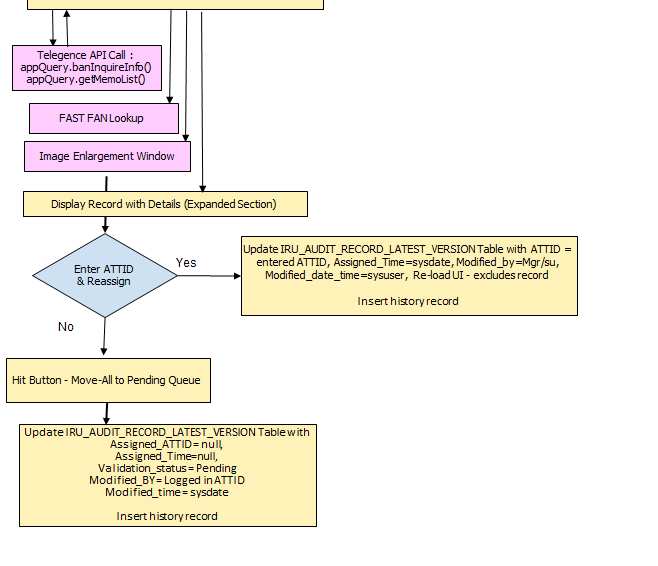 Telegence API Call :
appQuery.banInquireInfo()
appQuery.getMemoList()
FAST FAN Lookup
Image Enlargement Window
Display Record with Details (Expanded Section)
Enter ATTID
& Reassign
Yes
Update IRU_AUDIT_RECORD_LATEST_VERSION Table with ATTID =
entered ATTID, Assigned_Time=sysdate, Modified_by=Mgr/su,
Modified_date_time=sysuser, Re-load UI - excludes record
Insert history record
No
Hit Button - Move-All to Pending Queue
Update IRU_AUDIT_RECORD_LATEST_VERSION Table with
Assigned_ATTID= null,
Assigned_Time=null,
Validation_status= Pending
Modified_BY= Logged in ATTID
Modified_time= sysdate
Insert history record